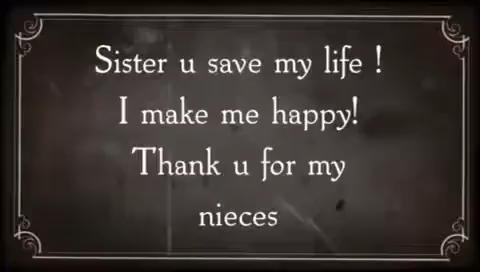 Sister u save my life !
I make me happy!
Thank u for my
nieces